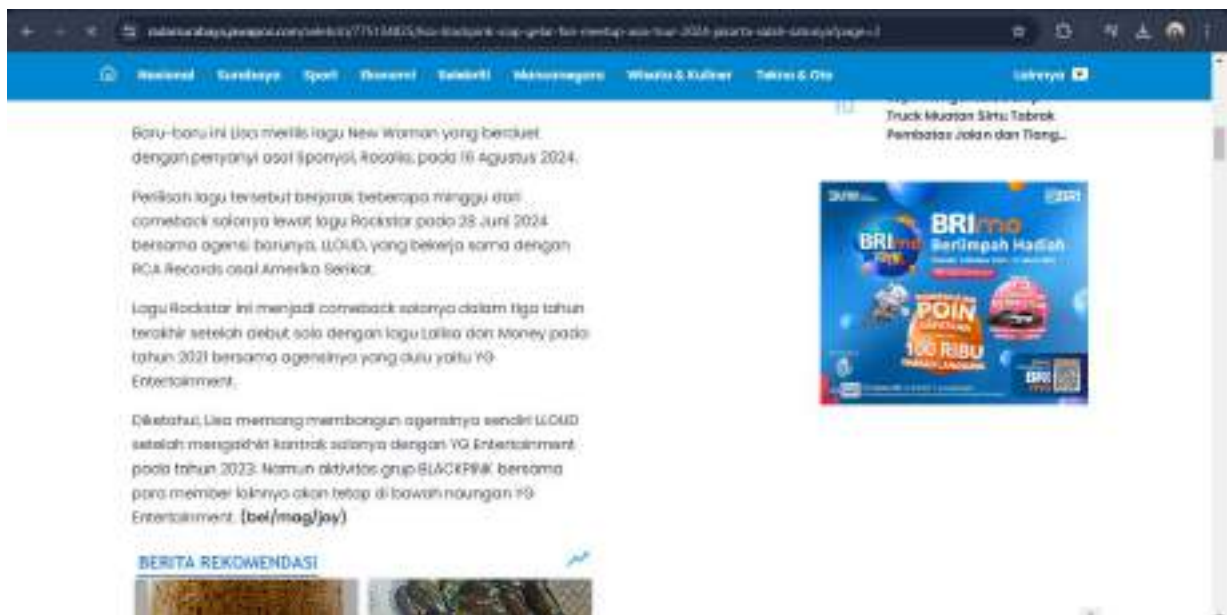 Nasional Surabaya Sport Ekonomi Selebriti Mancanegara Wisata & Kuliner Tekno & Oto Lainnya
Baru-baru ini Lisa merilis lagu New Woman yang berduet
dengan penyanyi asal Spanyol, Rosalia, pada 16 Agustus 2024.
Perilisan lagu tersebut berjarak beberapa minggu dari
comeback solonya lewat lagu Rockstar pada 28 Juni 2024
bersama agensi barunya, LLOUD, yang bekerja sama dengan
RCA Records asal Amerika Serikat.
Lagu Rockstar ini menjadi comeback solonya dalam tiga tahun
terakhir setelah debut solo dengan lagu Lalisa dan Money pada
tahun 2021 bersama agensinya yang dulu yaitu YG
Entertainment.
Diketahui, Lisa memang membangun agensinya sendiri LLOUD
setelah mengakhiri kontrak solonya dengan YG Entertainment
pada tahun 2023. Namun aktivitas grup BLACKPINK bersama
para member lainnya akan tetap di bawah naungan YG
Entertainment. (bel/mag/jay)
BERITA REKOMENDASI
Truck Muatan Sirtu Tabrak
Pembatas Jalan dan Tiang...
BRI
BRImo
BRImo
Berlimpah Hadiah
POIN
100 RIBU
BRI